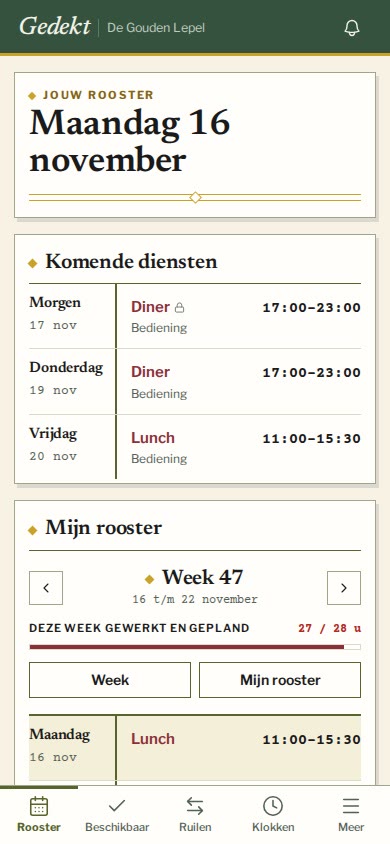 Gedekt De Gouden Lepel
JOUW ROOSTER
Maandag 16
november
Komende diensten
Morgen Diner 17:00–23:00
17 nov Bediening
Donderdag Diner 17:00–23:00
19 nov Bediening
Vrijdag Lunch 11:00–15:30
20 nov Bediening
Mijn rooster
Week 47
16 t/m 22 november
DEZE WEEK GEWERKT EN GEPLAND 27 / 28 u
Week Mijn rooster
Maandag Lunch 11:00–15:30
16 nov
Rooster Beschikbaar Ruilen Klokken Meer